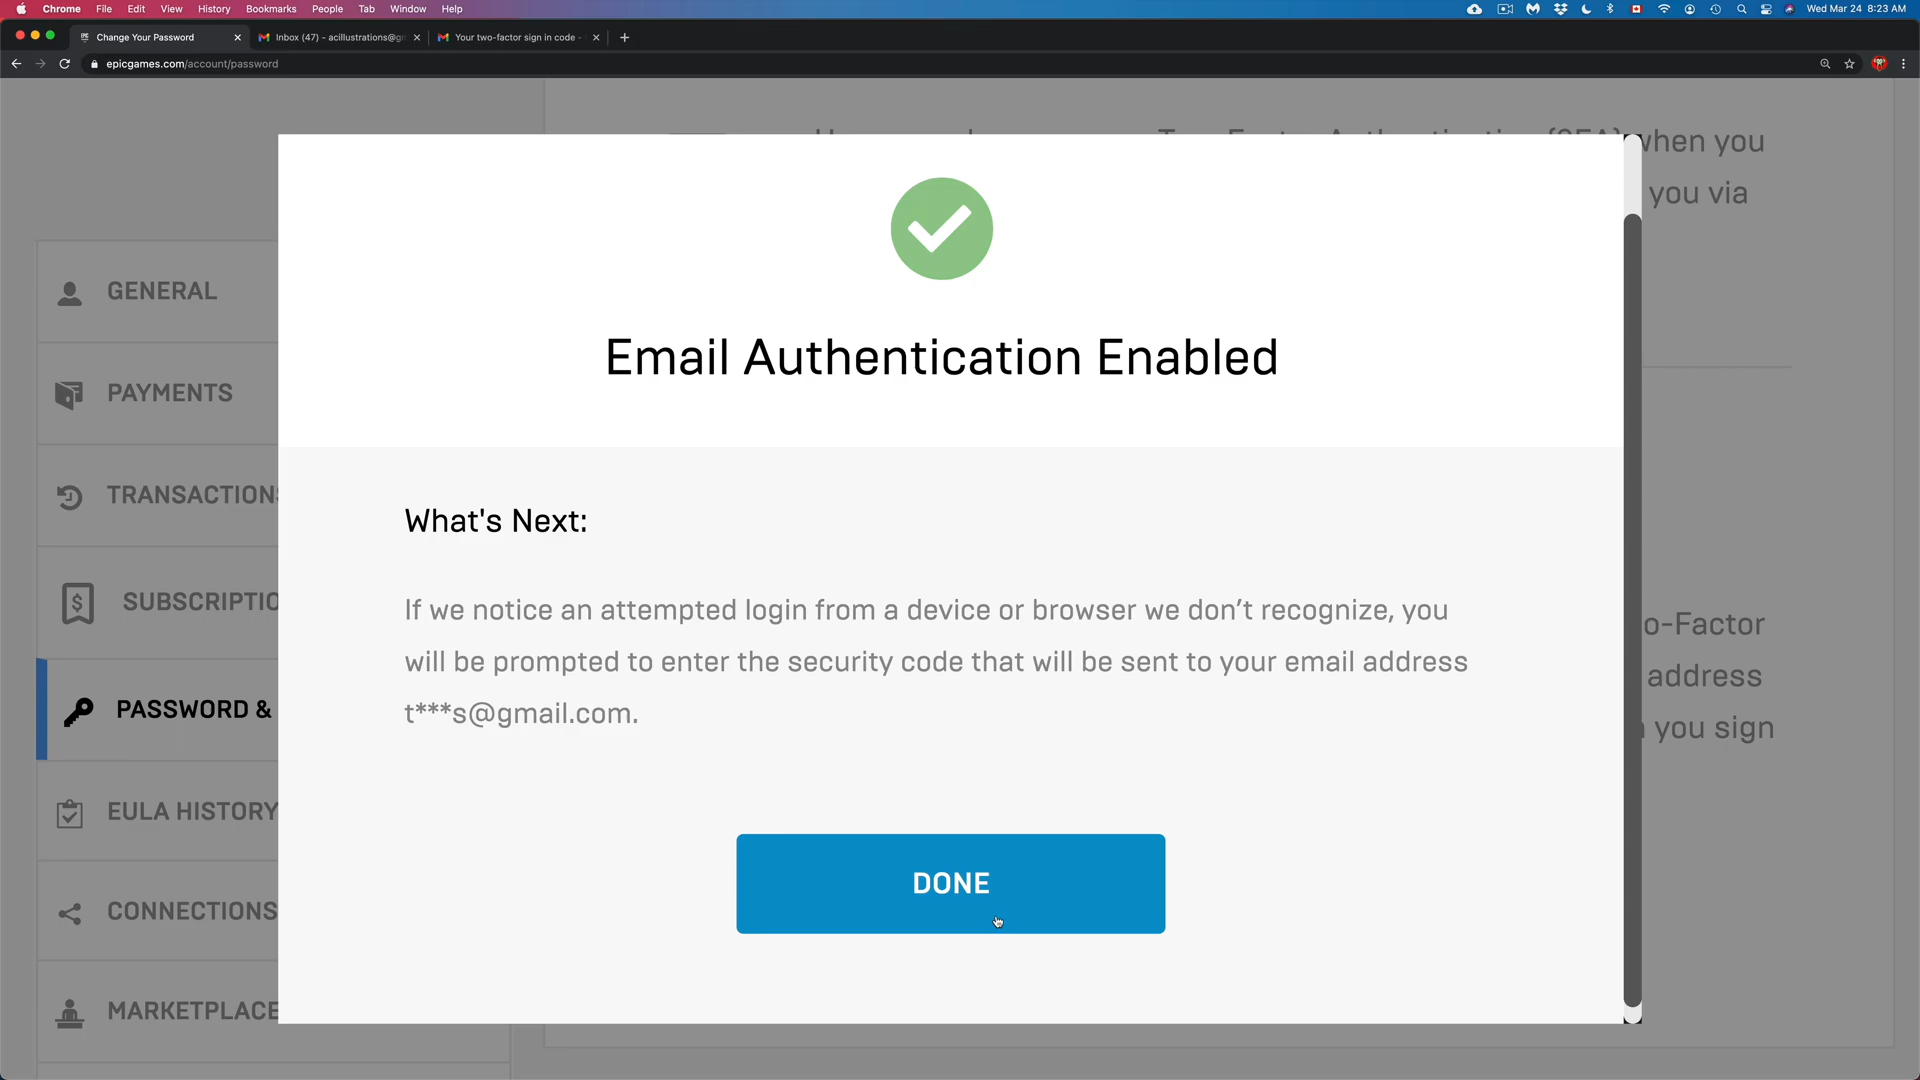 Chrome File Edit View History Bookmarks People Tab Window Help Wed Mar 24 8:23 AM
Change Your Password Inbox (47) - acillustrations@g Your two-factor sign in code -
epicgames.com/account/password
when you
you via
GENERAL
PAYMENTS
TRANSACTIONS
SUBSCRIPTIO
PASSWORD &
EULA HISTORY
CONNECTIONS
MARKETPLACE
Email Authentication Enabled
What's Next:
If we notice an attempted login from a device or browser we don’t recognize, you
will be prompted to enter the security code that will be sent to your email address
t***s@gmail.com.
DONE
o-Factor
address
you sign